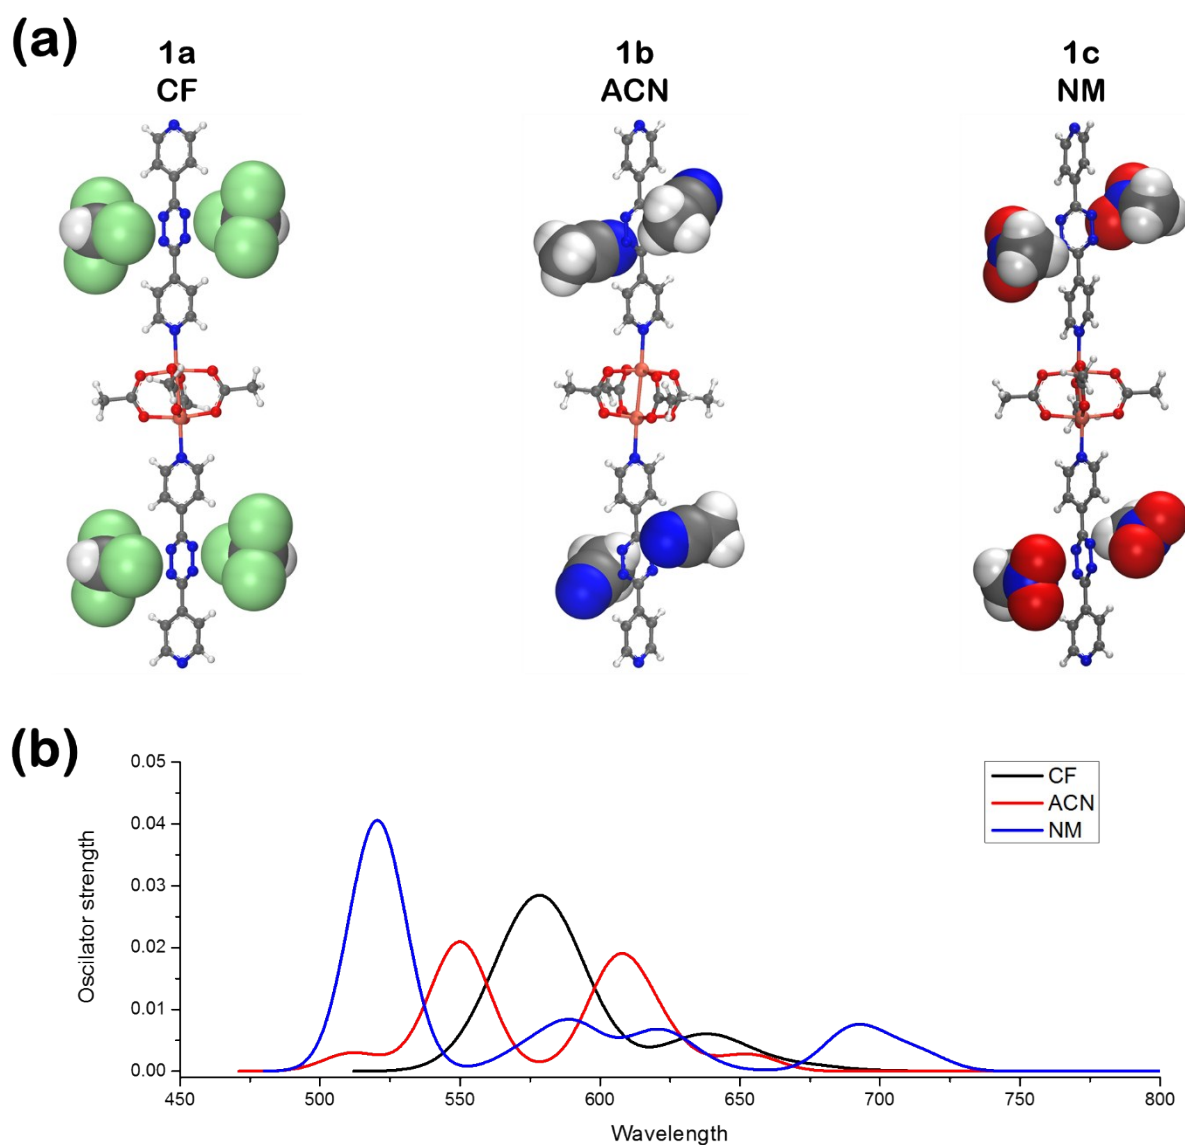 (a)
1a
CF
1b
ACN
1c
NM
(b)
0.05
0.04
0.03
0.02
0.01
0.00
Oscilator strength
CF
ACN
NM
450 500 550 600 650 700 750 800
Wavelength